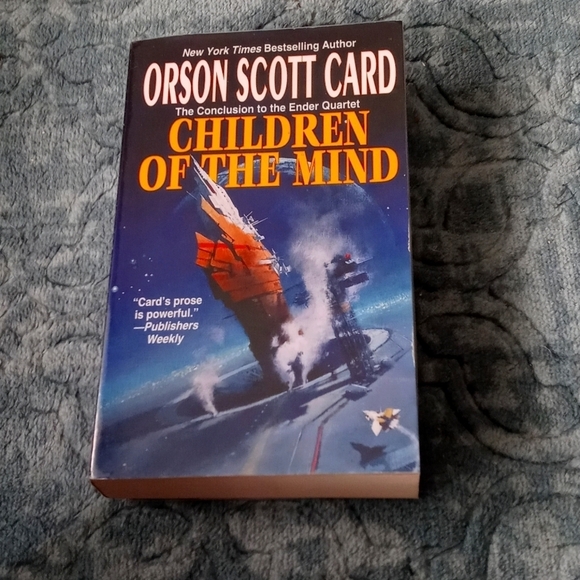 New York Times Bestselling Author
ORSON SCOTT CARD
The Conclusion to the Ender Quartet
CHILDREN
OF THE MIND
“Card's prose
is powerful.”
—Publishers
Weekly